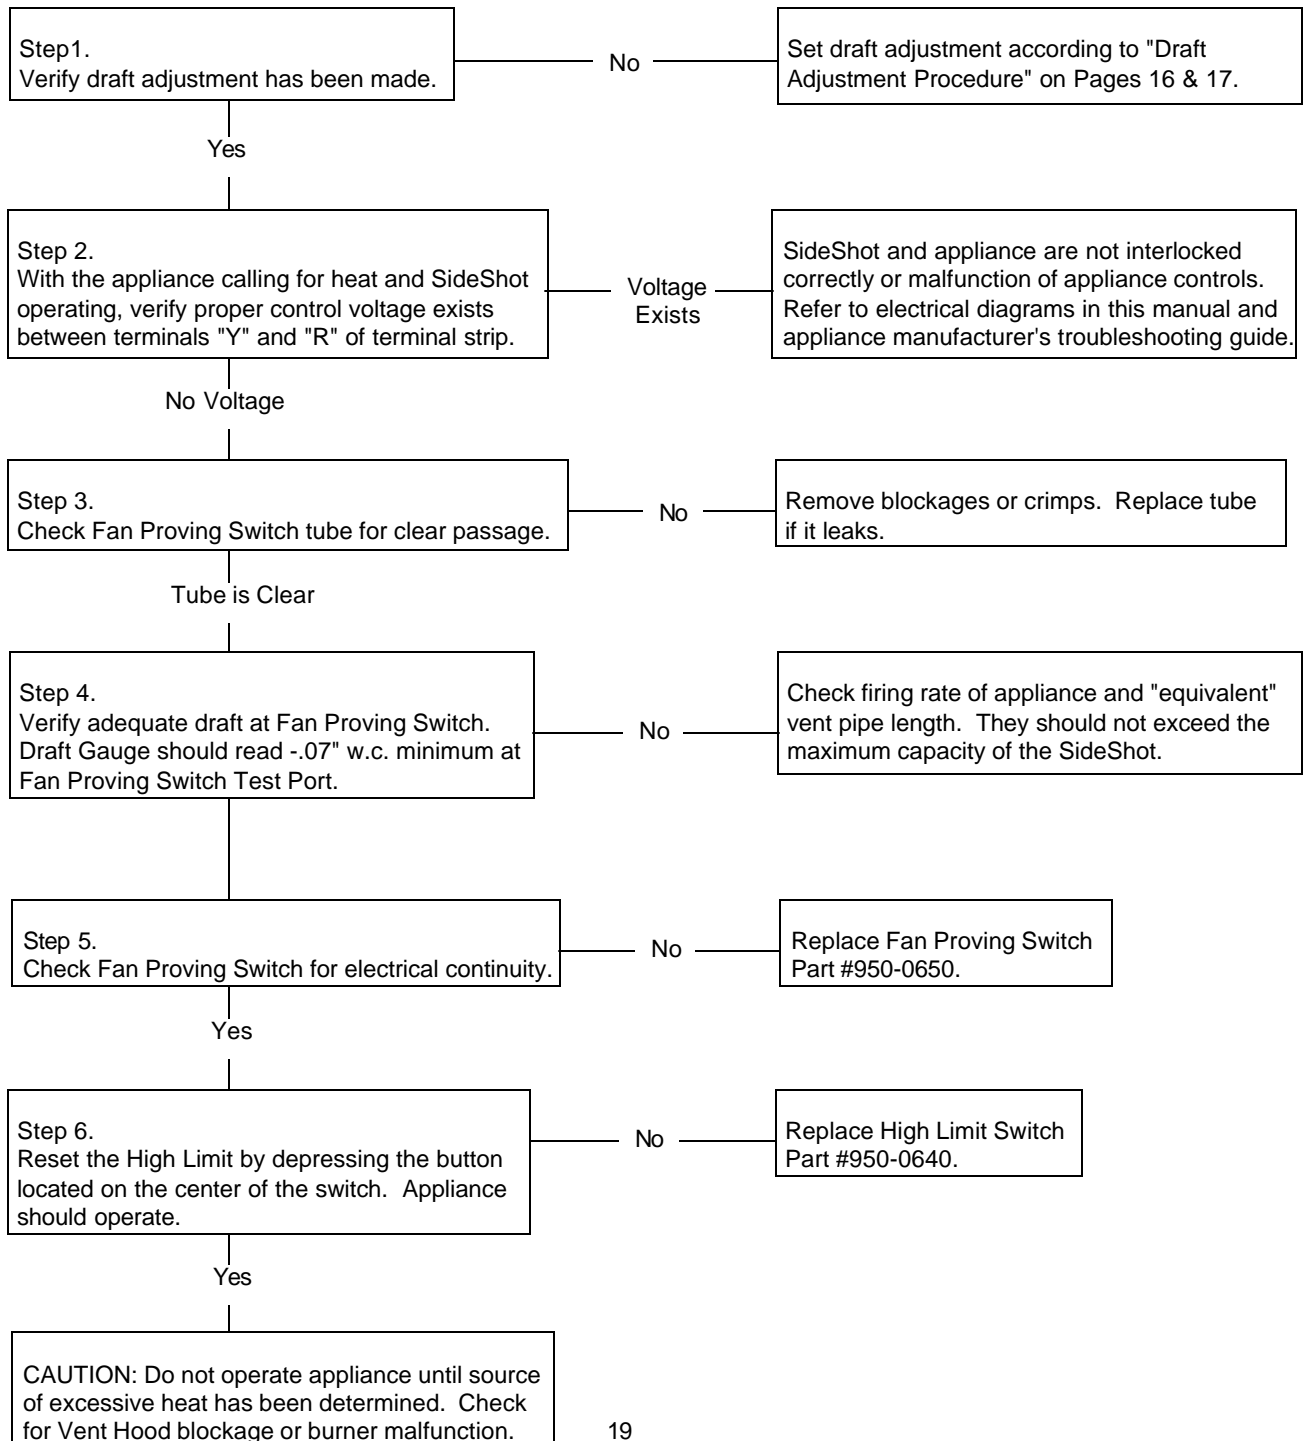 Step1.
Verify draft adjustment has been made.
No
Set draft adjustment according to "Draft
Adjustment Procedure" on Pages 16 & 17.
Yes
Step 2.
With the appliance calling for heat and SideShot
operating, verify proper control voltage exists
between terminals "Y" and "R" of terminal strip.
Voltage
Exists
SideShot and appliance are not interlocked
correctly or malfunction of appliance controls.
Refer to electrical diagrams in this manual and
appliance manufacturer's troubleshooting guide.
No Voltage
Step 3.
Check Fan Proving Switch tube for clear passage.
No
Remove blockages or crimps. Replace tube
if it leaks.
Tube is Clear
Step 4.
Verify adequate draft at Fan Proving Switch.
Draft Gauge should read -.07" w.c. minimum at
Fan Proving Switch Test Port.
No
Check firing rate of appliance and "equivalent"
vent pipe length. They should not exceed the
maximum capacity of the SideShot.
Step 5.
Check Fan Proving Switch for electrical continuity.
No
Replace Fan Proving Switch
Part #950-0650.
Yes
Step 6.
Reset the High Limit by depressing the button
located on the center of the switch. Appliance
should operate.
No
Replace High Limit Switch
Part #950-0640.
Yes
CAUTION: Do not operate appliance until source
of excessive heat has been determined. Check
for Vent Hood blockage or burner malfunction.
19